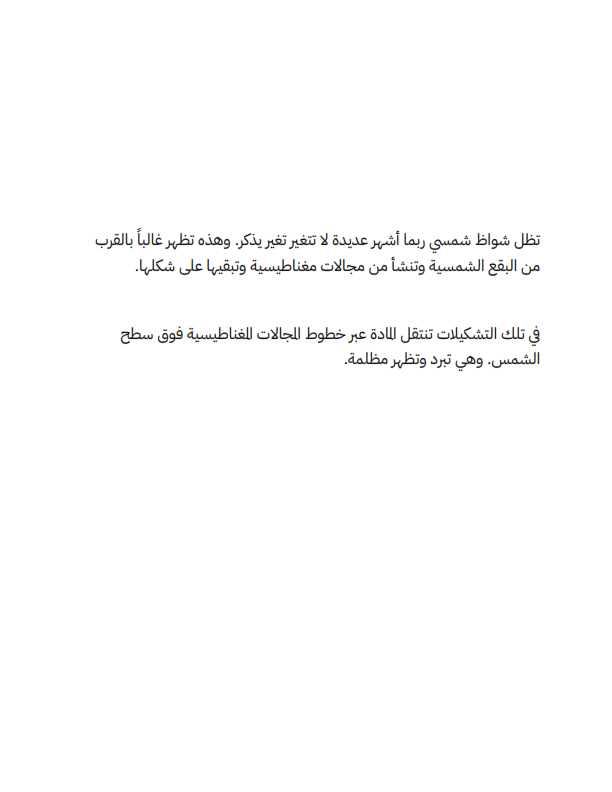 تظل شواظ شمسي ربما أشهر عديدة لا تتغير تغير يذكر. وهذه تظهر غالباً بالقرب
من البقع الشمسية وتنشأ من مجالات مغناطيسية وتبقيها على شكلها.
في تلك التشكيلات تنتقل المادة عبر خطوط المجالات المغناطيسية فوق سطح
الشمس. وهي تبرد وتظهر مظلمة.